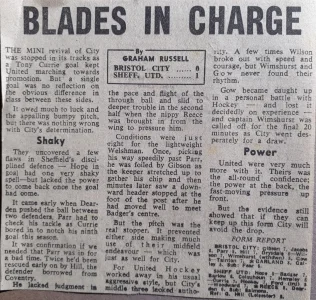 BLADES IN CHARGE
THE MINI revival of City
was stopped in its tracks as
a Tony Currie goal kept
United marching towards
promotion. But a single
goal was no reflection on
the obvious difference in
class between these sides.
It owed much to luck and
the appalling bumpy pitch,
but there was nothing wrong
with City's determination.
Shaky
They uncovered a few
flaws in Sheffield's disci-
plined defence — Hope in
goal had one very shaky
spell—but lacked the power
to come back once the goal
had come.
It came early when Dear-
den pushed the ball between
two defenders. Parr had to
check his tackle as Currie
bored in to notch his ninth
goal this season.
It was confirmation if we
needed that Parr was in for
a bad time. Twice he'd been
rescued early on by Hill, the
defender borrowed from
Coventry.
He lacked judgment in
By
GRAHAM RUSSELL
BRISTOL CITY
SHEFF. UTD. 1
the pace and flight of the
through ball and slid to
deeper trouble in the second
half when the nippy Reece
was brought in from the
wing to pressure him.
Conditions were just
right for the lightweight
Welshman. Once, picking
his way speedily past Parr,
he was foiled by Gibson as
the keeper stretched up to
gather his chip and then
minutes later saw a down-
ward header stopped at the
foot of the post after he
had moved well to meet
Badger's centre.
But the pitch was the
real stopper. It prevented
either side making much
use of their middle
endeavour — which was
just as well for City.
For United Hockey
worked away in his usual
aggressive style, but City's
middle three lacked autho-
city. A few times Wilson
broke out with speed and
courage, but Wimshurst and
Gow never found their
rhythm.
Gow became caught up
in a personal battle with
Hockey — and lost it
decidedly on experience —
and captain Wimshurst was
called off for the final 20
minutes as City went des-
perately for a draw.
Power
United were very much
more with it. Theirs was
the all-round confidence,
the power at the back, the
fast-moving pressure up
front.
But the evidence still
showed that if they can
keep up this form City will
avoid the drop.
FORM REPORT
BRISTOL CITY: